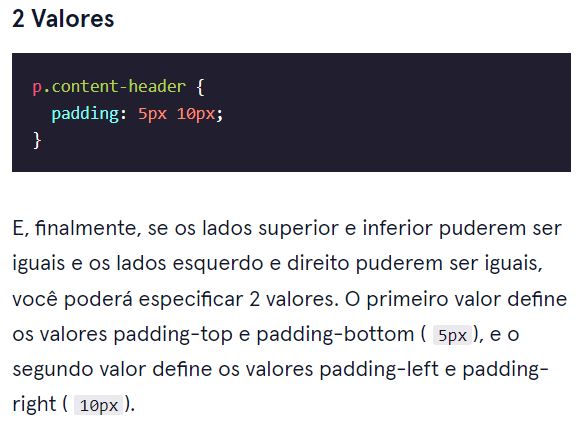 2 Valores
p.content-header {
  padding: 5px 10px;
}
E, finalmente, se os lados superior e inferior puderem ser
iguais e os lados esquerdo e direito puderem ser iguais,
você poderá especificar 2 valores. O primeiro valor define
os valores padding-top e padding-bottom ( 5px ), e o
segundo valor define os valores padding-left e padding-
right ( 10px ).